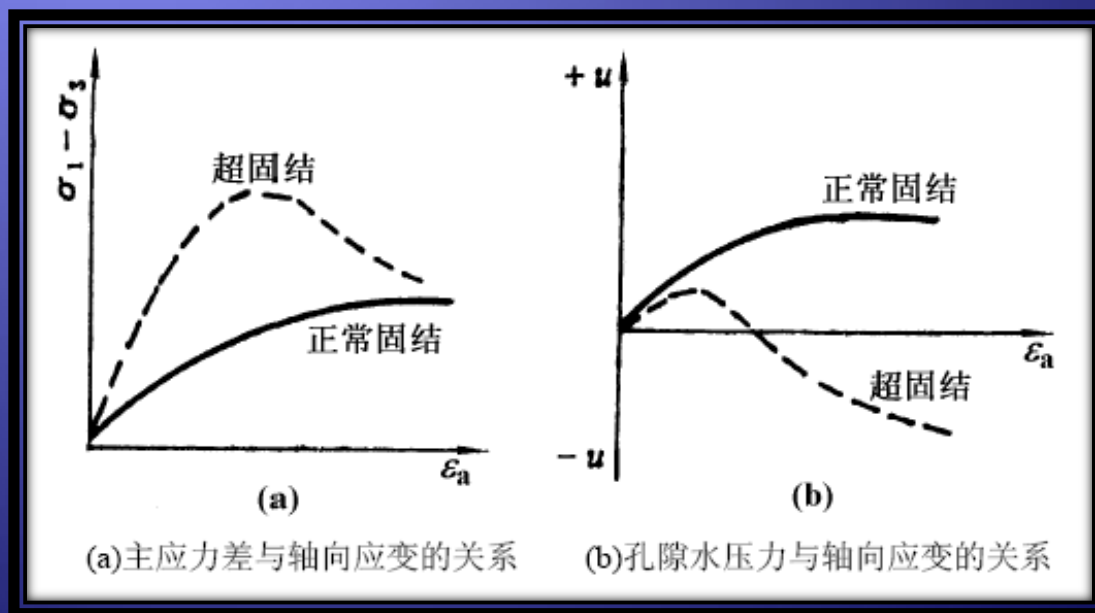 σ₁ − σ₃
超固结
正常固结
εₐ
(a)
(a)主应力差与轴向应变的关系
+u
正常固结
εₐ
超固结
−u
(b)
(b)孔隙水压力与轴向应变的关系